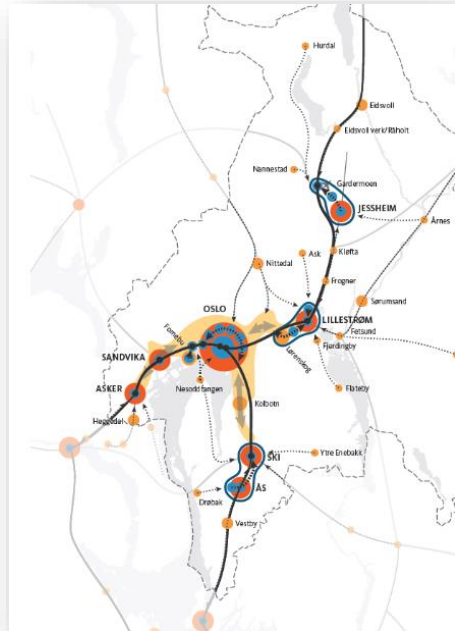 Hurdal
Eidsvoll
Eidsvoll verk/Råholt
Nannestad
Gardermoen
JESSHEIM
Årnes
Kløfta
Ask
Nittedal
Frogner
Sørumsand
OSLO
LILLESTRØM
Fetsund
Fornebu
Lørenskog
Fjerdingby
SANDVIKA
ASKER
Nesoddtangen
Flateby
Kolbotn
Heggedal
SKI
Ytre Enebakk
ÅS
Drøbak
Vestby